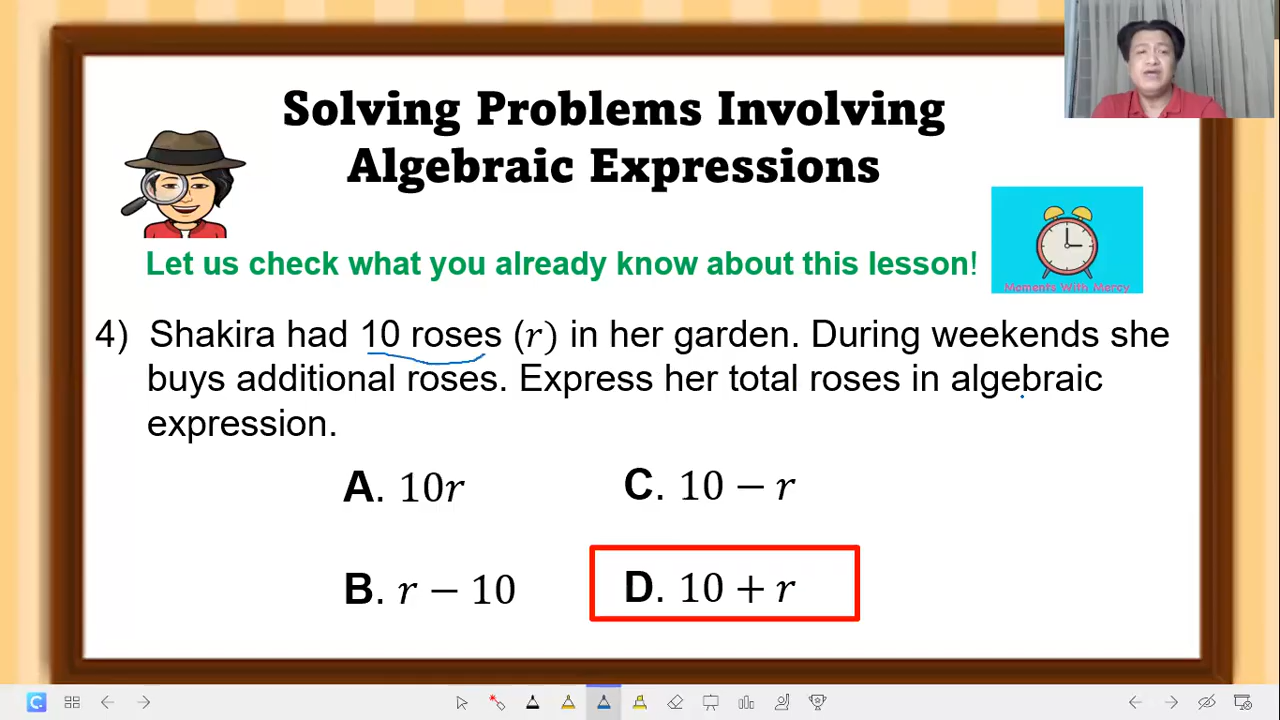 Solving Problems Involving
Algebraic Expressions
Let us check what you already know about this lesson!
Moments With Mercy
4) Shakira had 10 roses (𝑟) in her garden. During weekends she
buys additional roses. Express her total roses in algebraic
expression.
A. 10𝑟
C. 10 − 𝑟
B. 𝑟 − 10
D. 10 + 𝑟